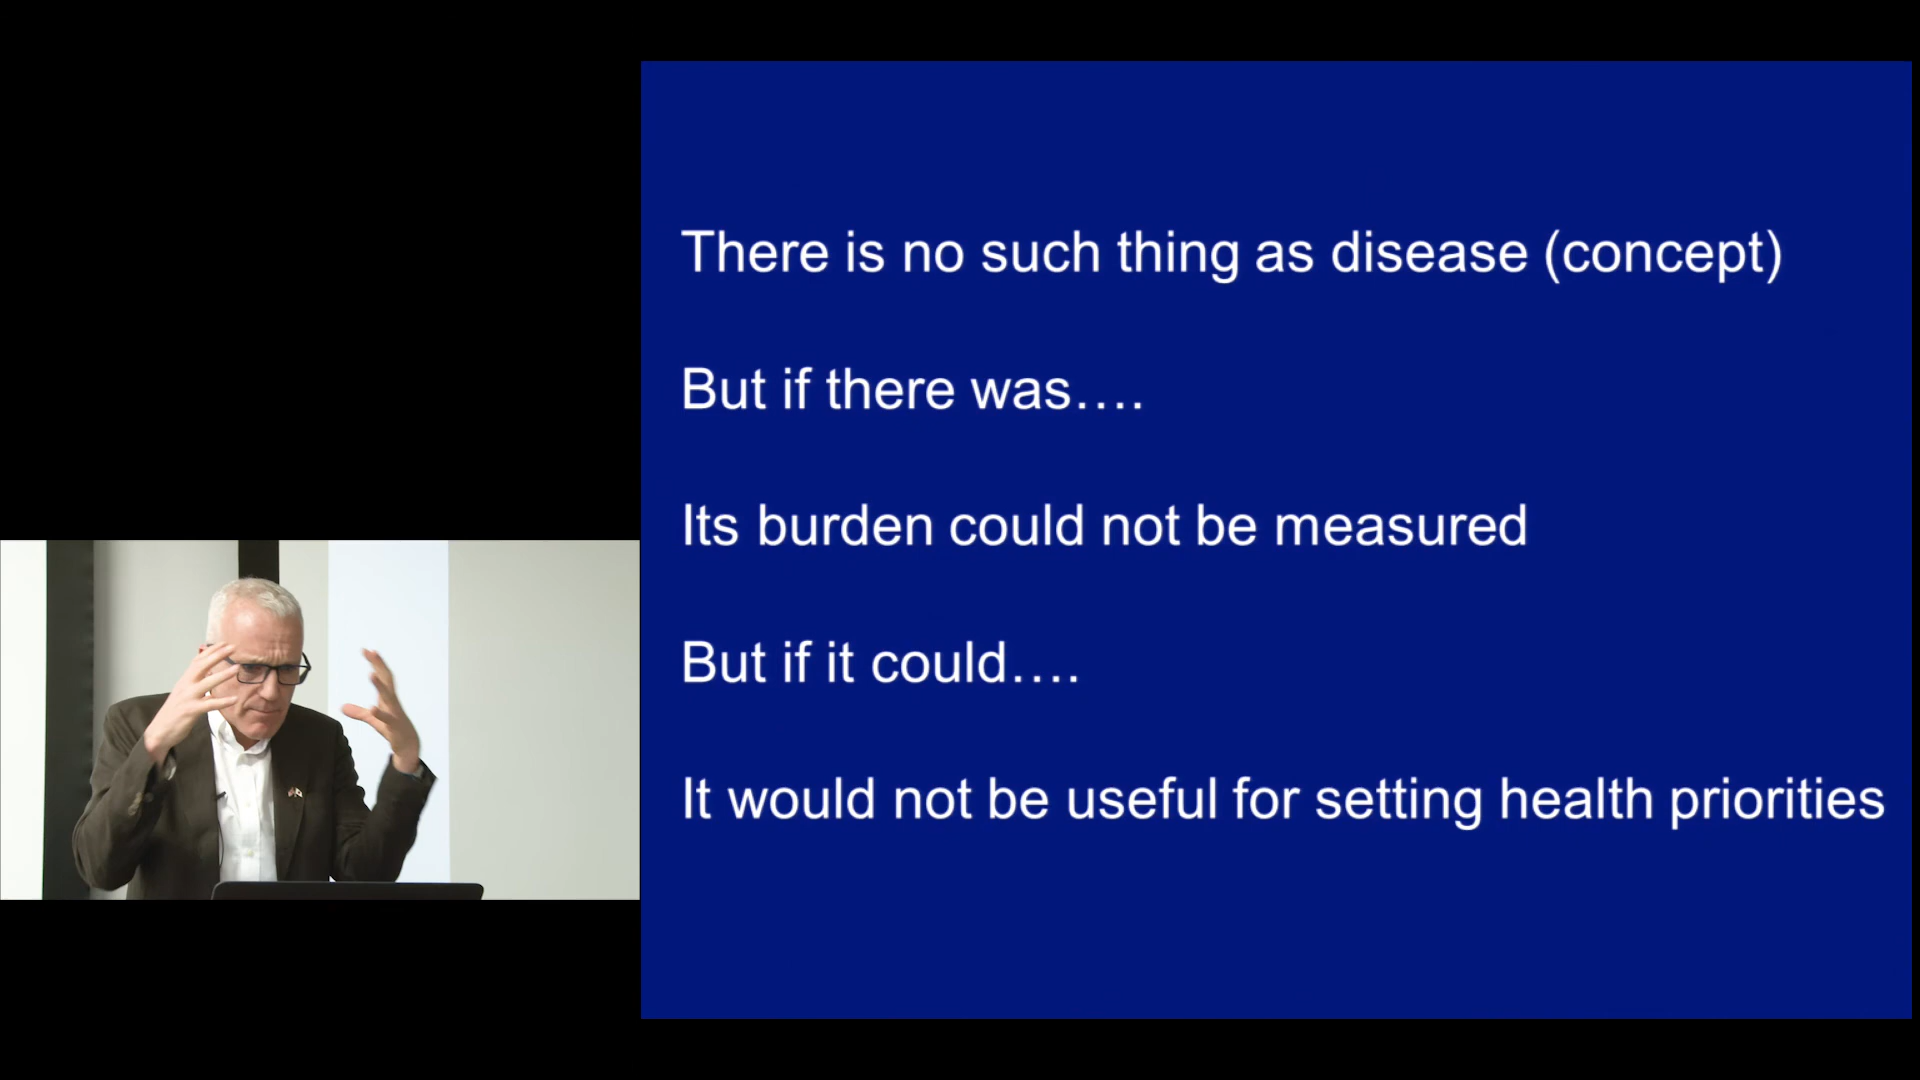 There is no such thing as disease (concept)
But if there was....
Its burden could not be measured
But if it could....
It would not be useful for setting health priorities